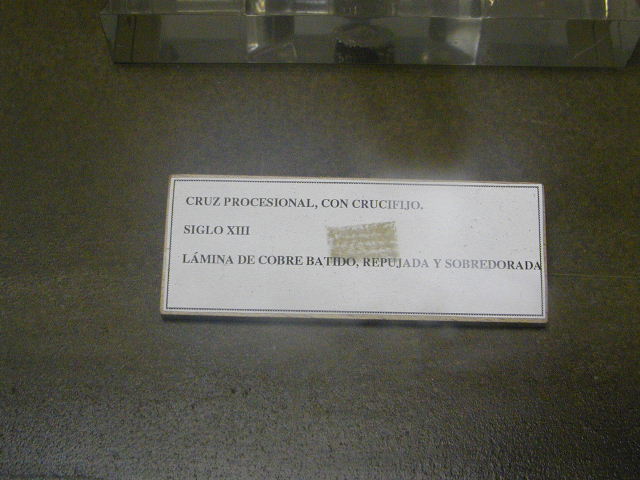 CRUZ PROCESIONAL, CON CRUCIFIJO.
SIGLO XIII
LÁMINA DE COBRE BATIDO, REPUJADA Y SOBREDORADA